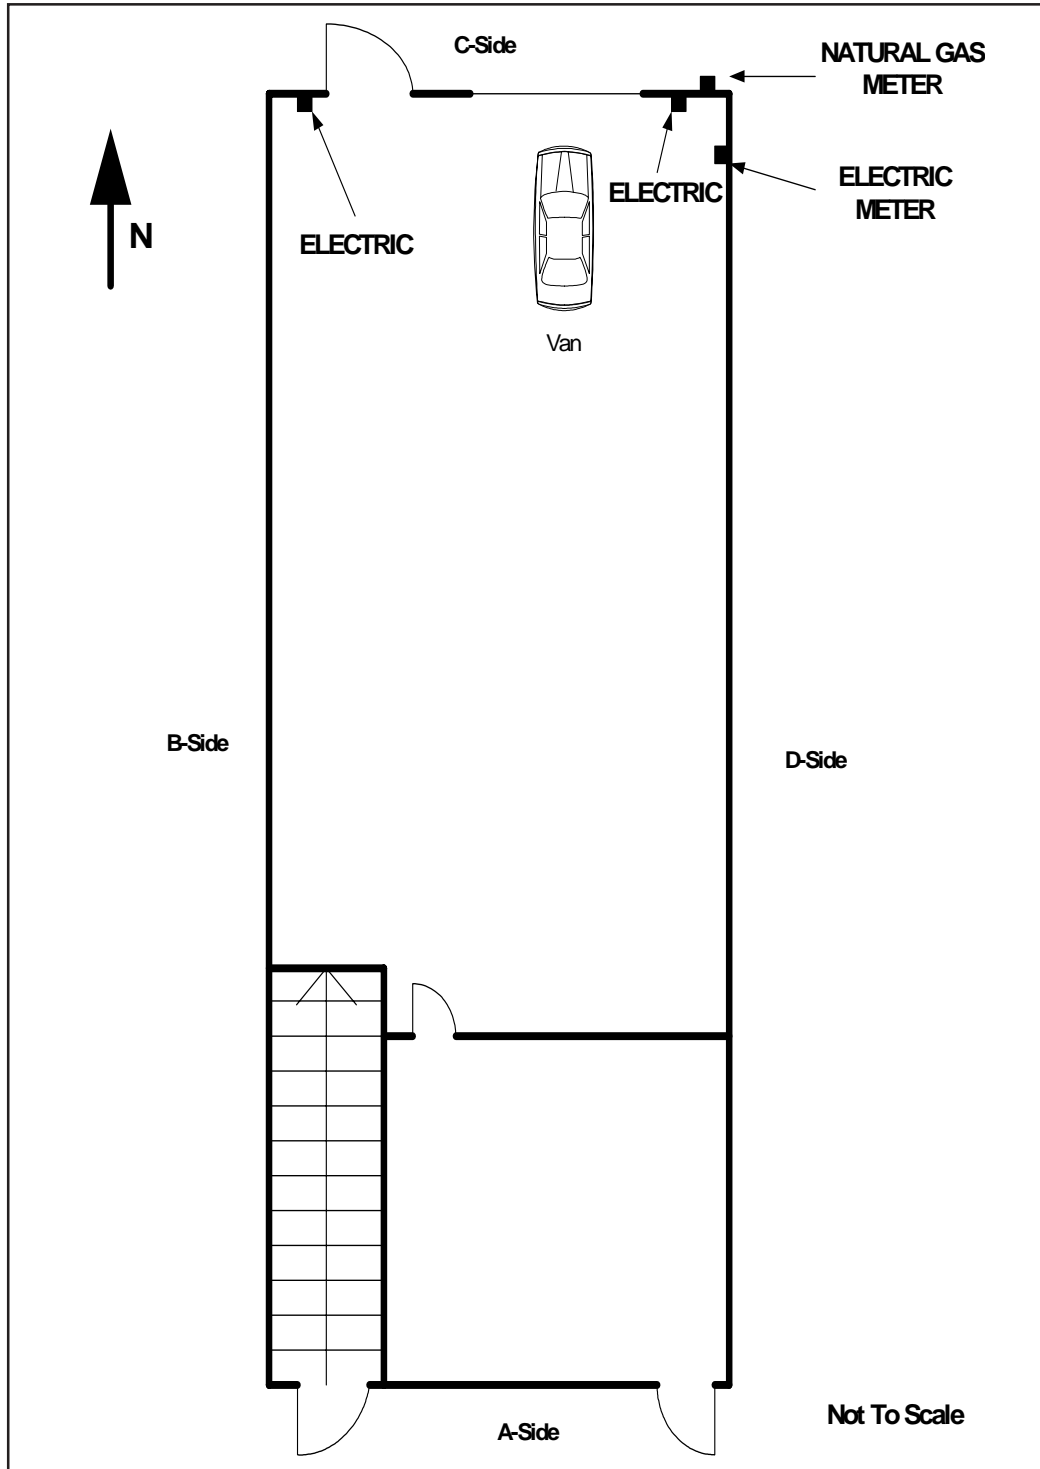 C-Side
NATURAL GAS
METER
ELECTRIC
METER
ELECTRIC
ELECTRIC
N
Van
B-Side
D-Side
Not To Scale
A-Side